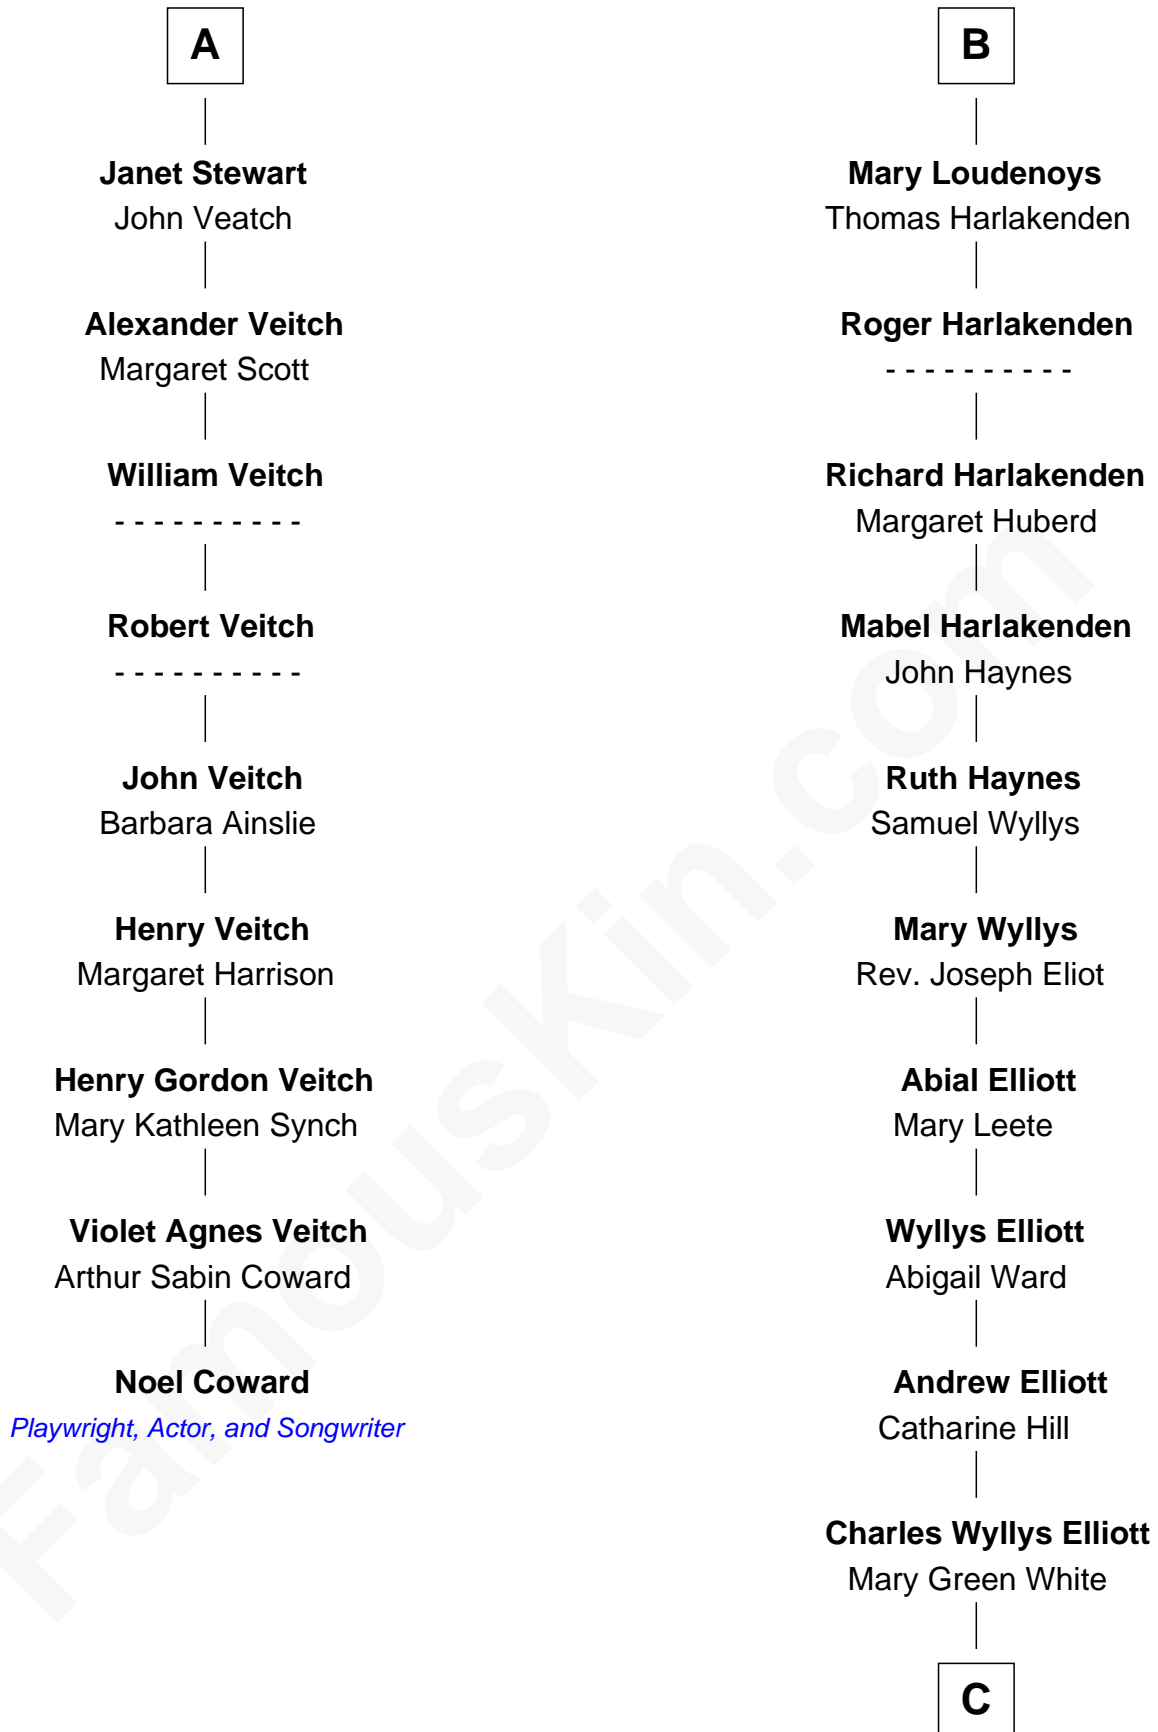 A
Janet Stewart
John Veatch
Alexander Veitch
Margaret Scott
William Veitch
- - - - - - - - - -
Robert Veitch
- - - - - - - - - -
John Veitch
Barbara Ainslie
Henry Veitch
Margaret Harrison
Henry Gordon Veitch
Mary Kathleen Synch
Violet Agnes Veitch
Arthur Sabin Coward
Noel Coward
Playwright, Actor, and Songwriter
B
Mary Loudenoys
Thomas Harlakenden
Roger Harlakenden
- - - - - - - - - -
Richard Harlakenden
Margaret Huberd
Mabel Harlakenden
John Haynes
Ruth Haynes
Samuel Wyllys
Mary Wyllys
Rev. Joseph Eliot
Abial Elliott
Mary Leete
Wyllys Elliott
Abigail Ward
Andrew Elliott
Catharine Hill
Charles Wyllys Elliott
Mary Green White
C
FamousKin.com